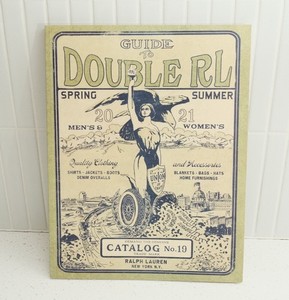 GUIDE
To
DOUBLE RL
SPRING SUMMER
20 21
MEN'S & WOMEN'S
Quality Clothing and Accessories
SHIRTS - JACKETS - BOOTS BLANKETS - BAGS - HATS
DENIM OVERALLS HOME FURNISHINGS
CATALOG No. 19
RALPH LAUREN
NEW YORK N.Y.